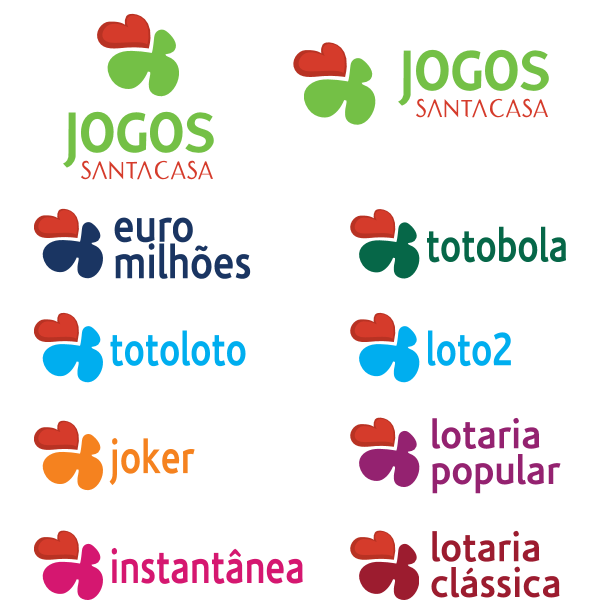 JOGOS
SANTACASA
JOGOS
SANTACASA
euro
milhões
totobola
totoloto
loto2
joker
lotaria
popular
instantânea
lotaria
clássica